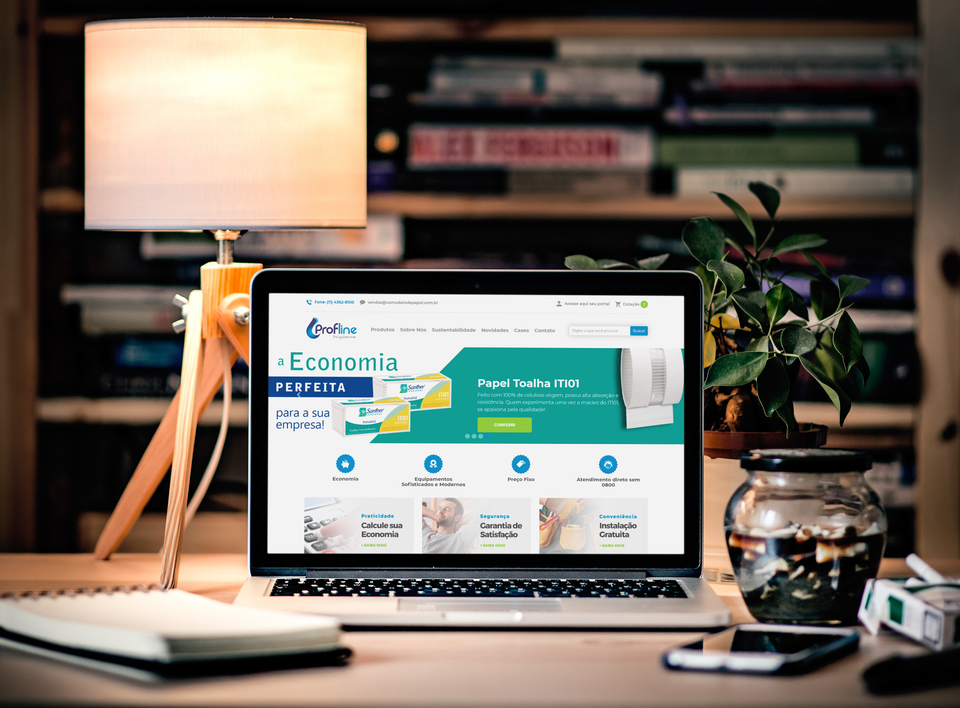 ALEX FERGUSON
Fone: (11) 4362-8100 vendas@comodatodepapel.com.br Acesse aqui seu portal Cotação
Profline
Produtos Sobre Nós Sustentabilidade Novidades Cases Contato Buscar
a Economia
PERFEITA
para a sua
empresa!
Santher
Santher
Papel Toalha ITI01
Feito com 100% de celulose virgem, possui alta absorção e
resistência. Quem experimenta uma vez a maciez do ITI01,
se apaixona pela qualidade!
CONFERIR
Economia
Equipamentos
Sofisticados e Modernos
Preço Fixo
Atendimento direto sem
0800
Praticidade
Calcule sua
Economia
+ SAIBA MAIS
Segurança
Garantia de
Satisfação
+ SAIBA MAIS
Conveniência
Instalação
Gratuita
+ SAIBA MAIS